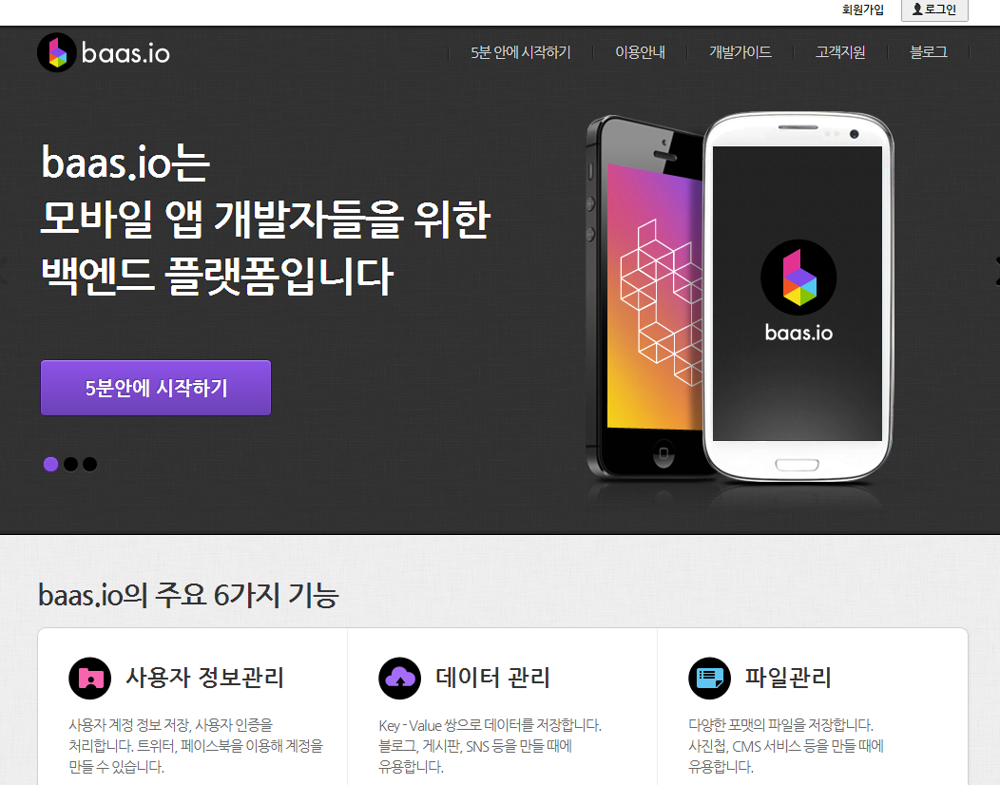 회원가입
로그인
baas.io
5분 안에 시작하기
이용안내
개발가이드
고객지원
블로그
baas.io는
모바일 앱 개발자들을 위한
백엔드 플랫폼입니다
5분안에 시작하기
baas.io
baas.io의 주요 6가지 기능
사용자 정보관리
사용자 계정 정보 저장, 사용자 인증을
처리합니다. 트위터, 페이스북을 이용해 계정을
만들 수 있습니다.
데이터 관리
Key - Value 쌍으로 데이터를 저장합니다.
블로그, 게시판, SNS 등을 만들 때에
유용합니다.
파일관리
다양한 포맷의 파일을 저장합니다.
사진첩, CMS 서비스 등을 만들 때에
유용합니다.